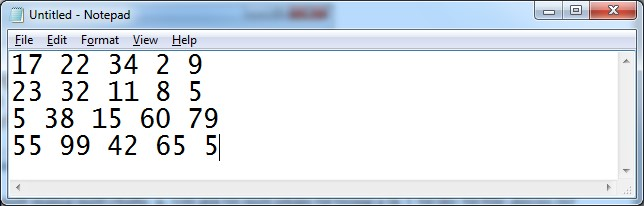 Untitled - Notepad
File Edit Format View Help
17 22 34 2 9
23 32 11 8 5
5 38 15 60 79
55 99 42 65 5